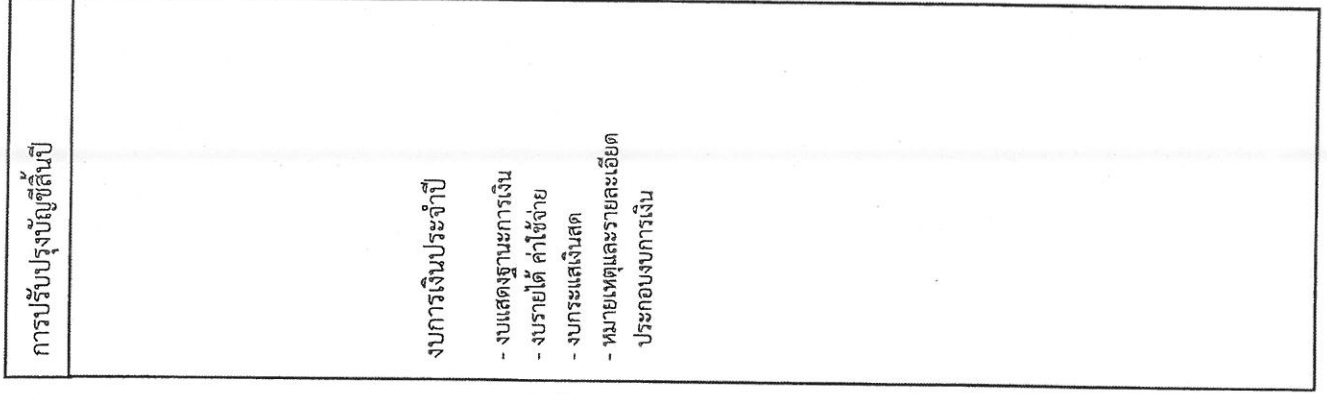 การปรับปรุงบัญชีสิ้นปี
งบการเงินประจำปี
- งบแสดงฐานะการเงิน
- งบรายได้ ค่าใช้จ่าย
- งบกระแสเงินสด
- หมายเหตุและรายละเอียด
ประกอบงบการเงิน